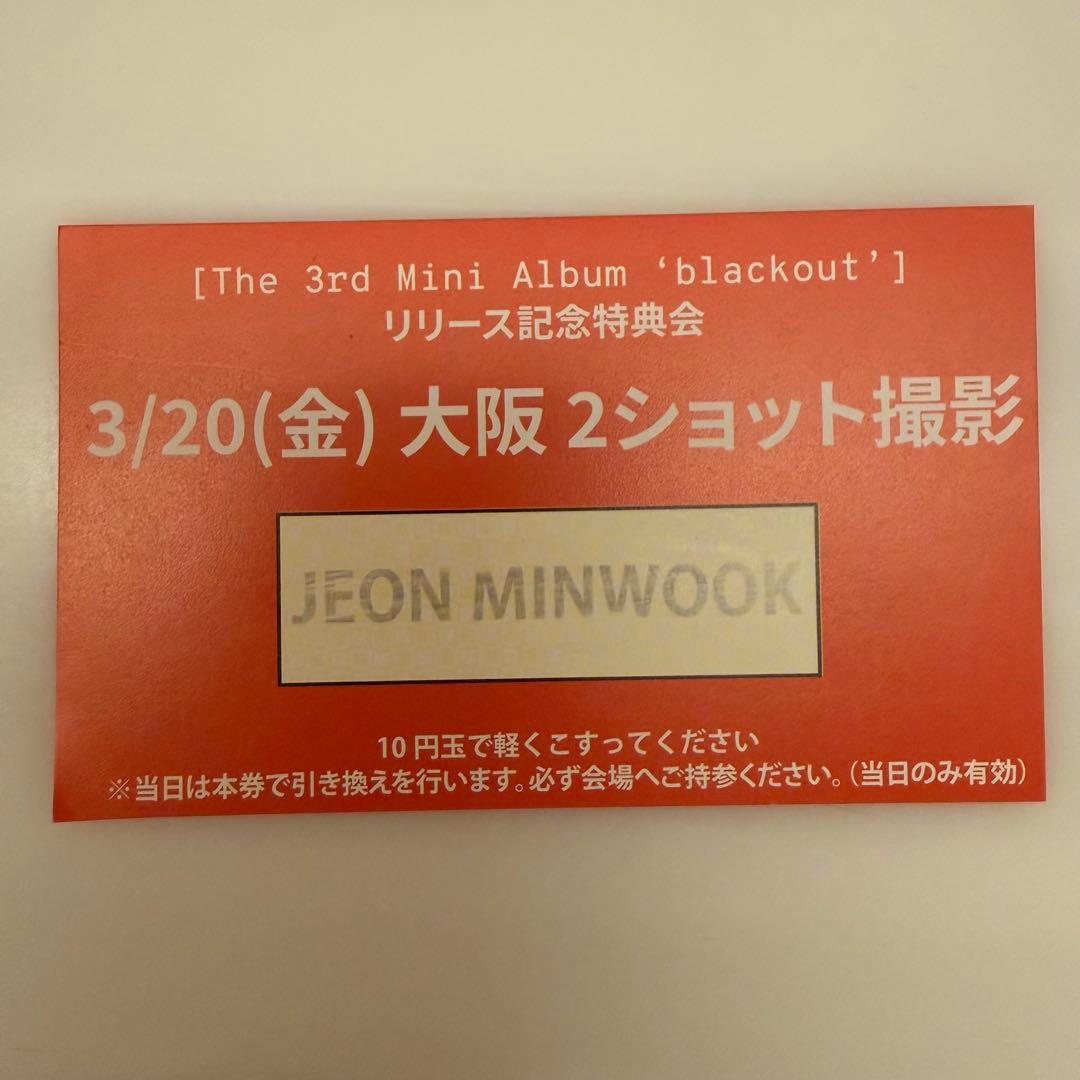 [The 3rd Mini Album ‘blackout’]
リリース記念特典会
3/20(金) 大阪 2ショット撮影
JEON MINWOOK
10 円玉で軽くこすってください
※当日は本券で引き換えを行います。必ず会場へご持参ください。(当日のみ有効)